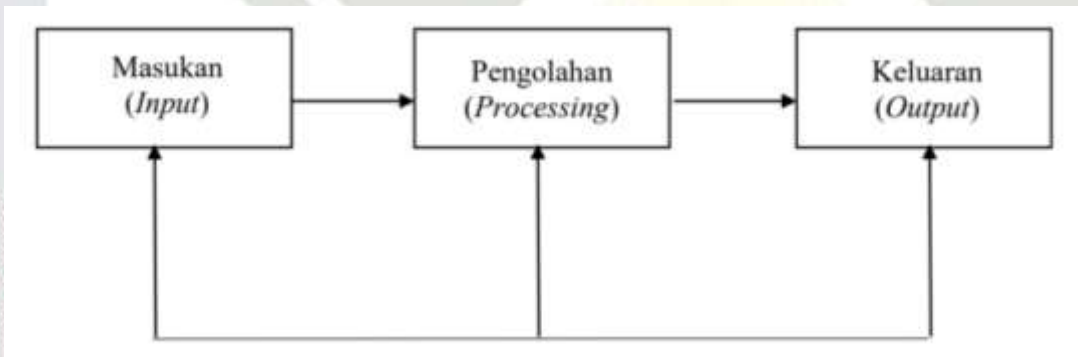 Masukan
(Input)
Pengolahan
(Processing)
Keluaran
(Output)